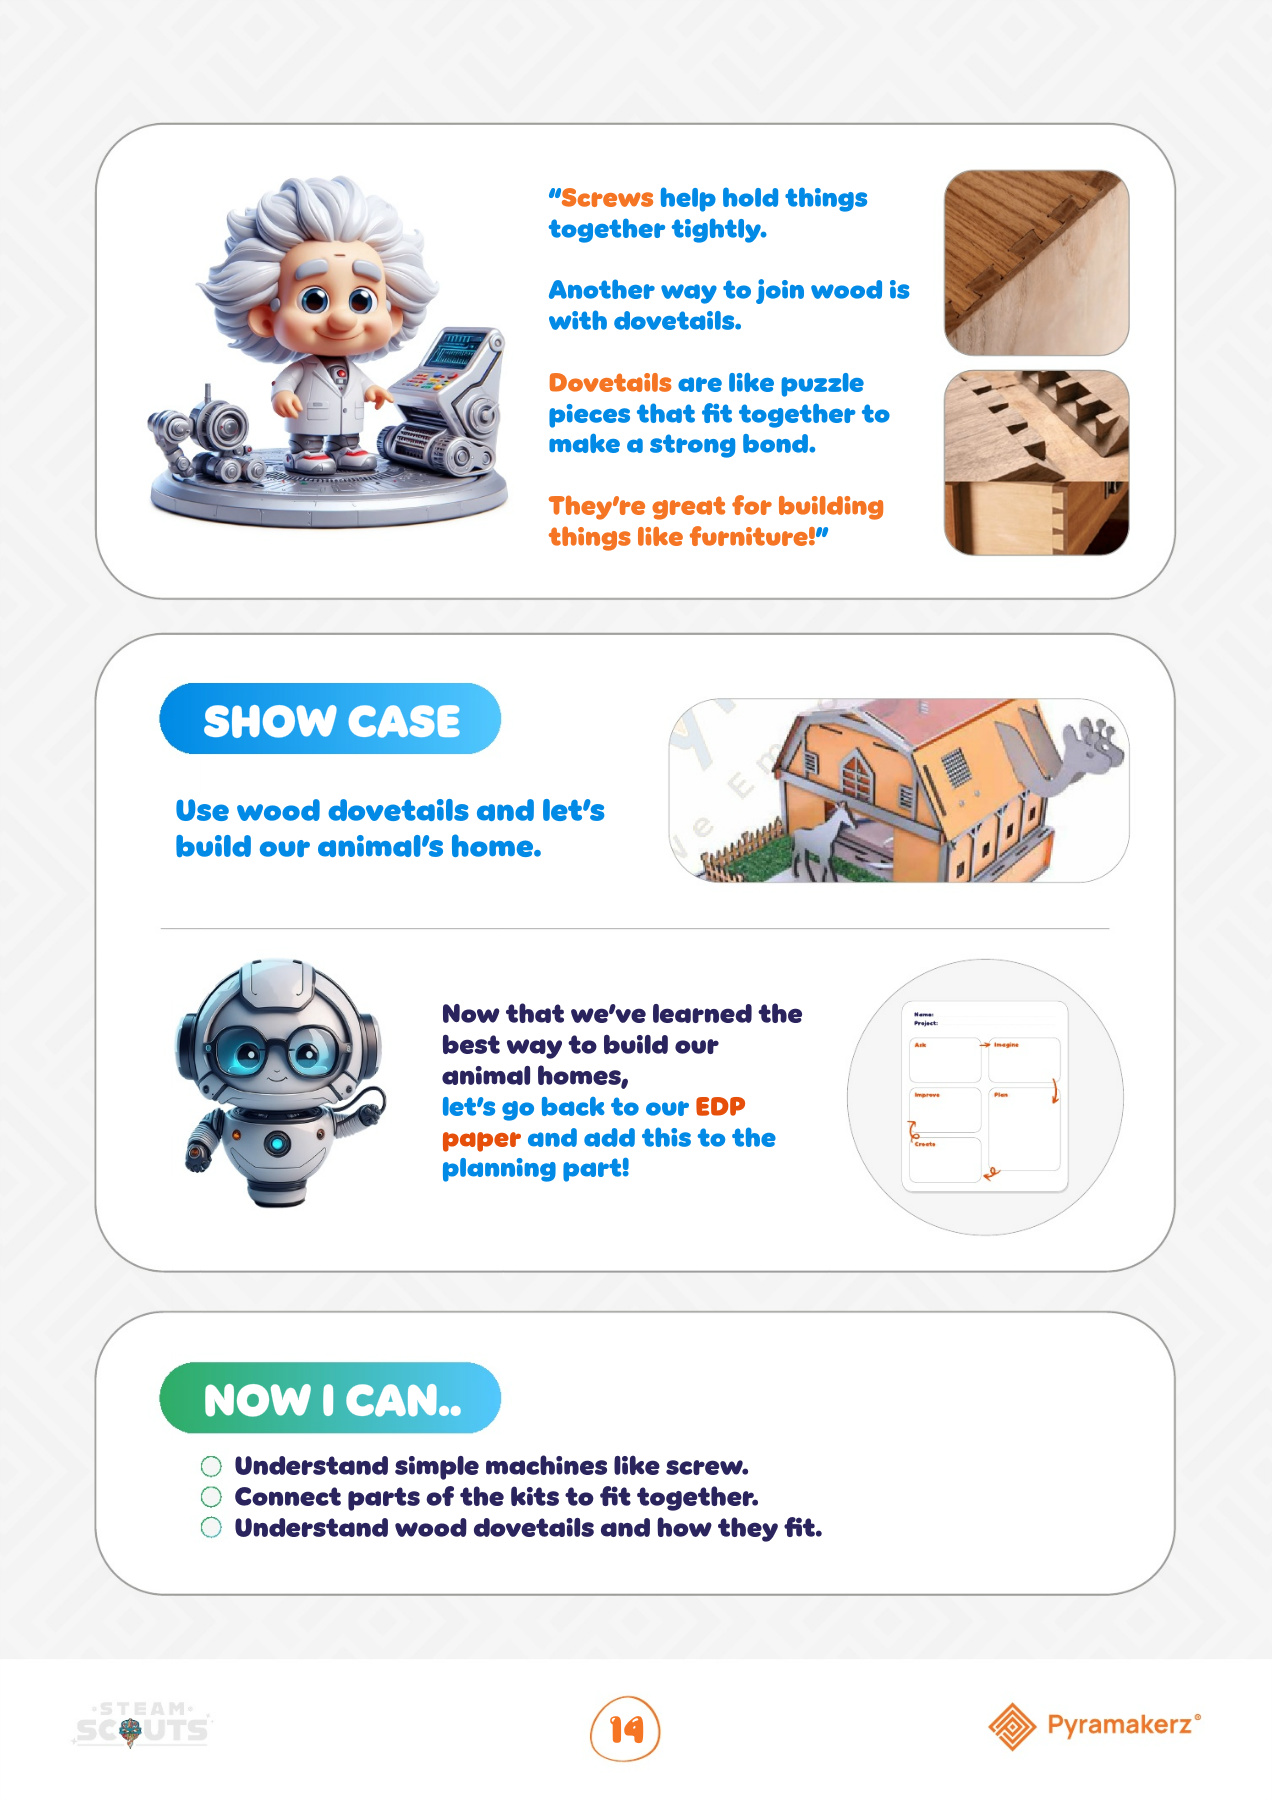 “Screws help hold things
together tightly.
Another way to join wood is
with dovetails.
Dovetails are like puzzle
pieces that fit together to
make a strong bond.
They’re great for building
things like furniture!”
SHOW CASE
Use wood dovetails and let’s
build our animal’s home.
Now that we’ve learned the
best way to build our
animal homes,
let’s go back to our EDP
paper and add this to the
planning part!
Name:
Project:
Ask
Imagine
Improve
Plan
Create
NOW I CAN..
Understand simple machines like screw.
Connect parts of the kits to fit together.
Understand wood dovetails and how they fit.
STEAM
SCOUTS
14
Pyramakerz®